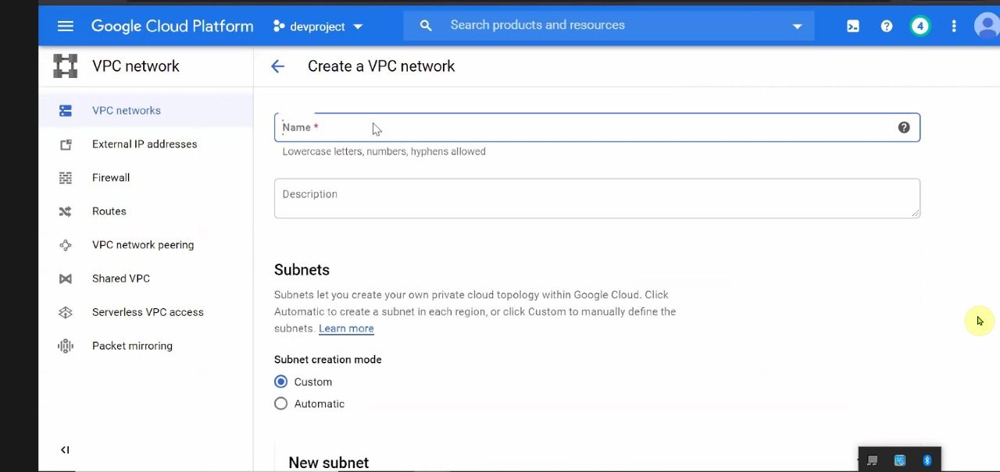 Google Cloud Platform
devproject
Search products and resources
4
VPC network
Create a VPC network
VPC networks
External IP addresses
Firewall
Routes
VPC network peering
Shared VPC
Serverless VPC access
Packet mirroring
Name *
Lowercase letters, numbers, hyphens allowed
Description
Subnets
Subnets let you create your own private cloud topology within Google Cloud. Click
Automatic to create a subnet in each region, or click Custom to manually define the
subnets. Learn more
Subnet creation mode
Custom
Automatic
New subnet